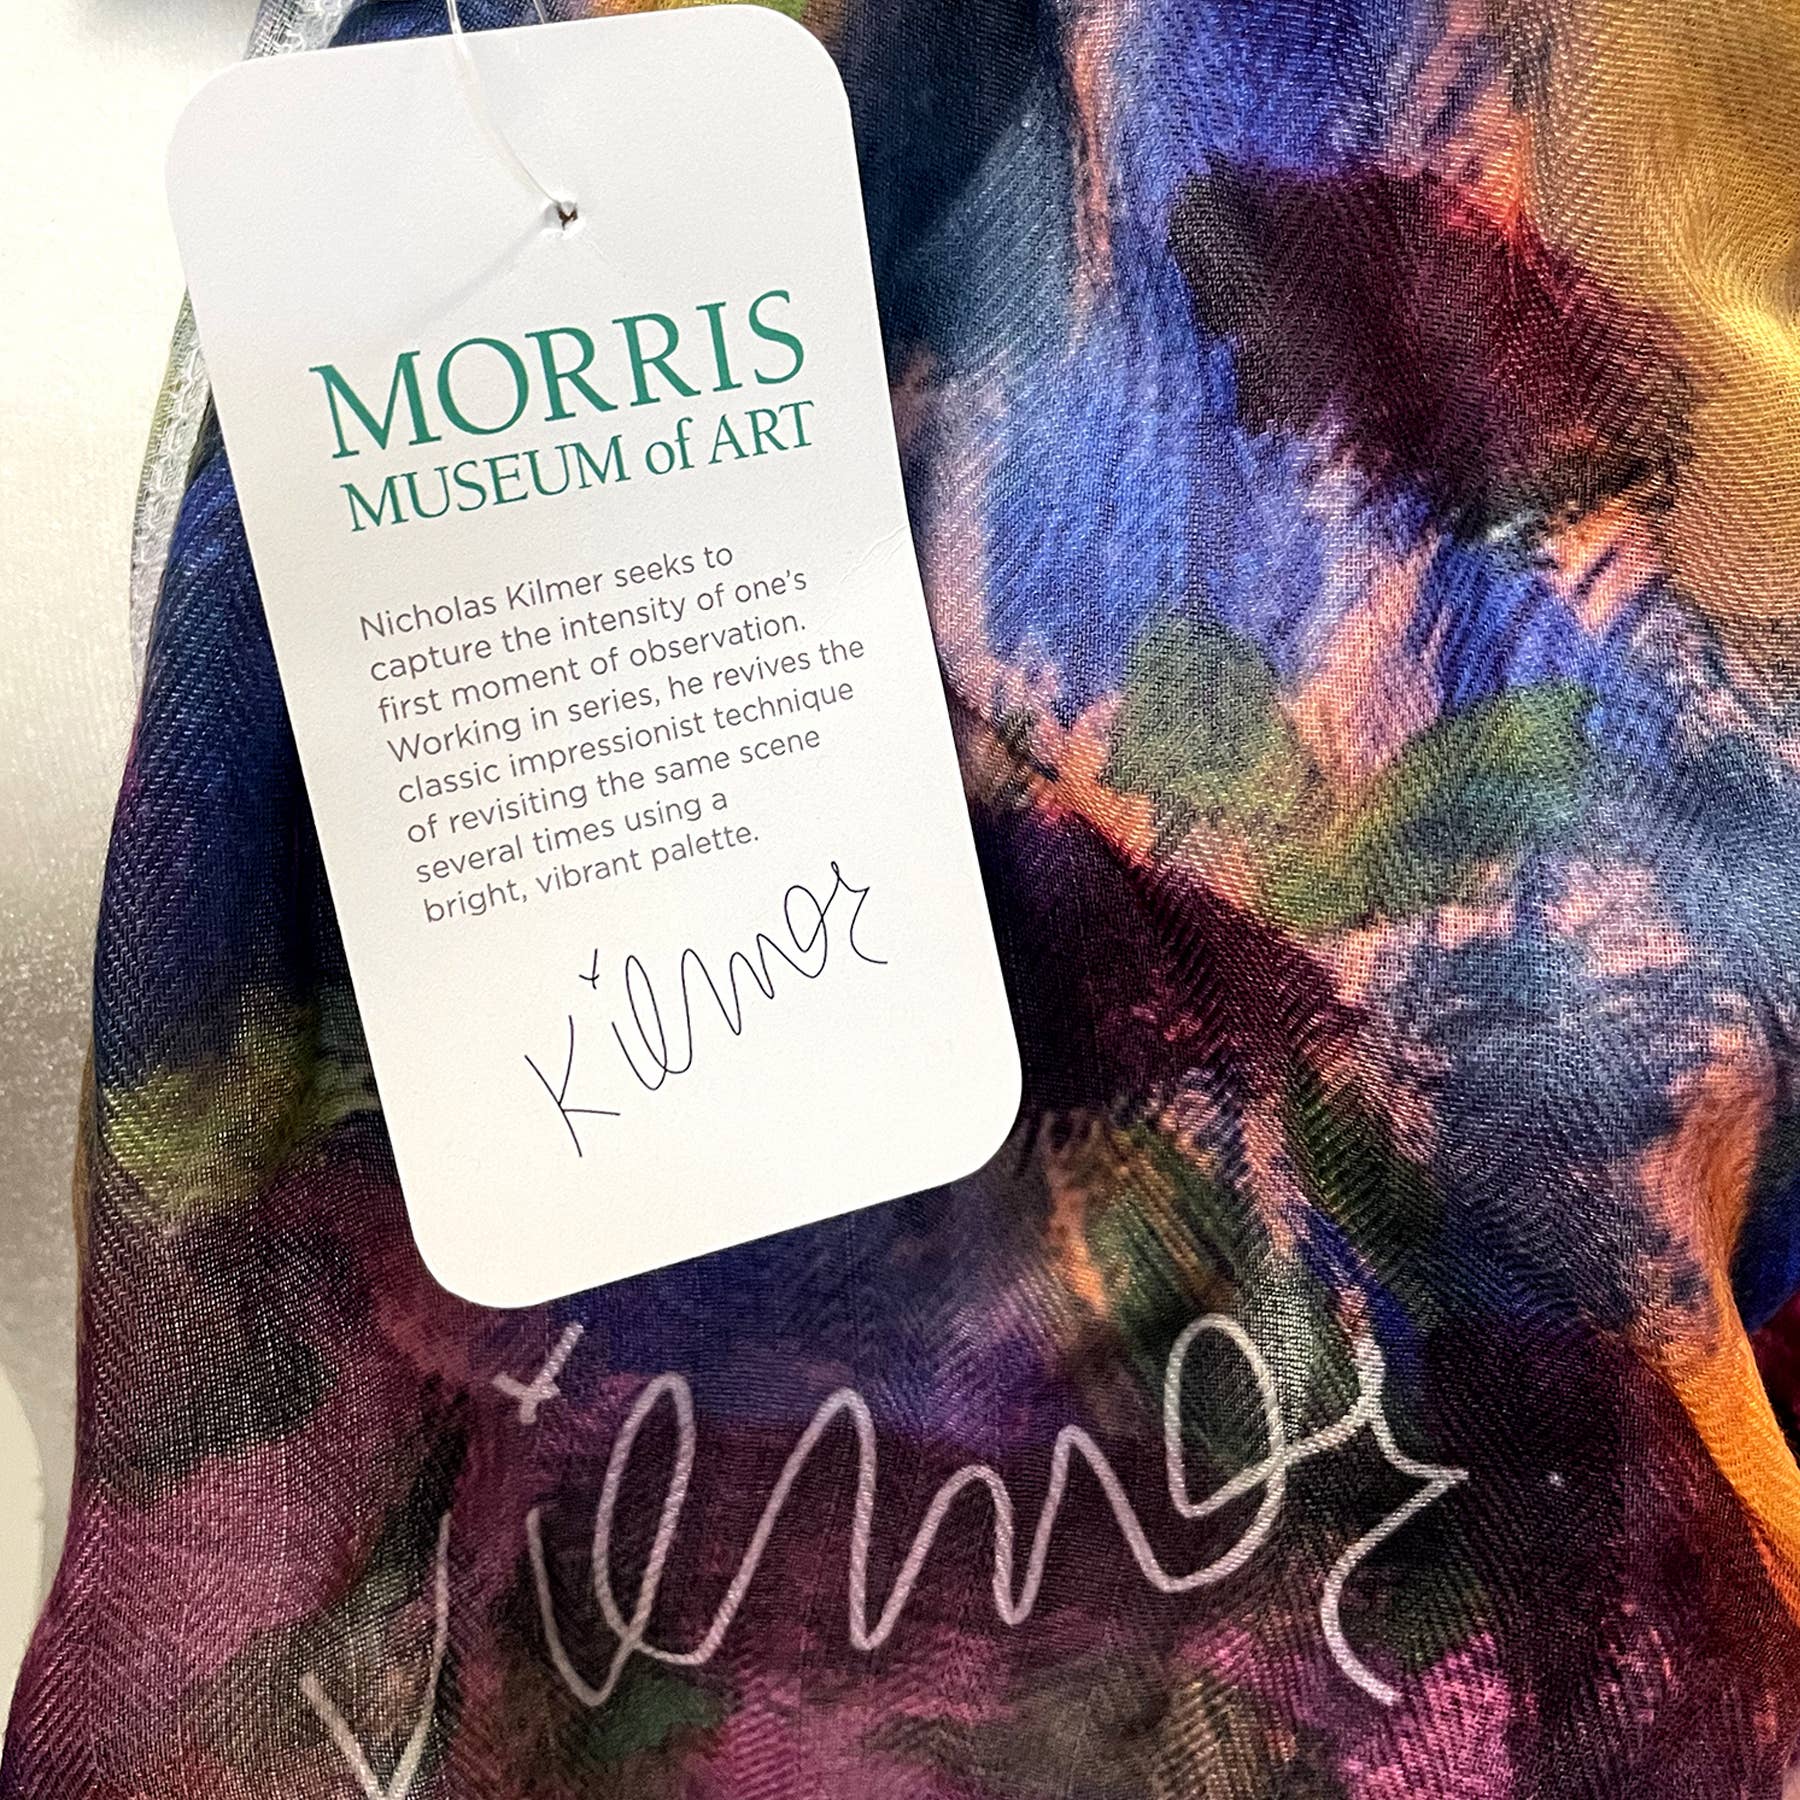 MORRIS
MUSEUM of ART
Nicholas Kilmer seeks to
capture the intensity of one's
first moment of observation.
Working in series, he revives the
classic impressionist technique
of revisiting the same scene
several times using a
bright, vibrant palette.
Kilmer
Kilmer